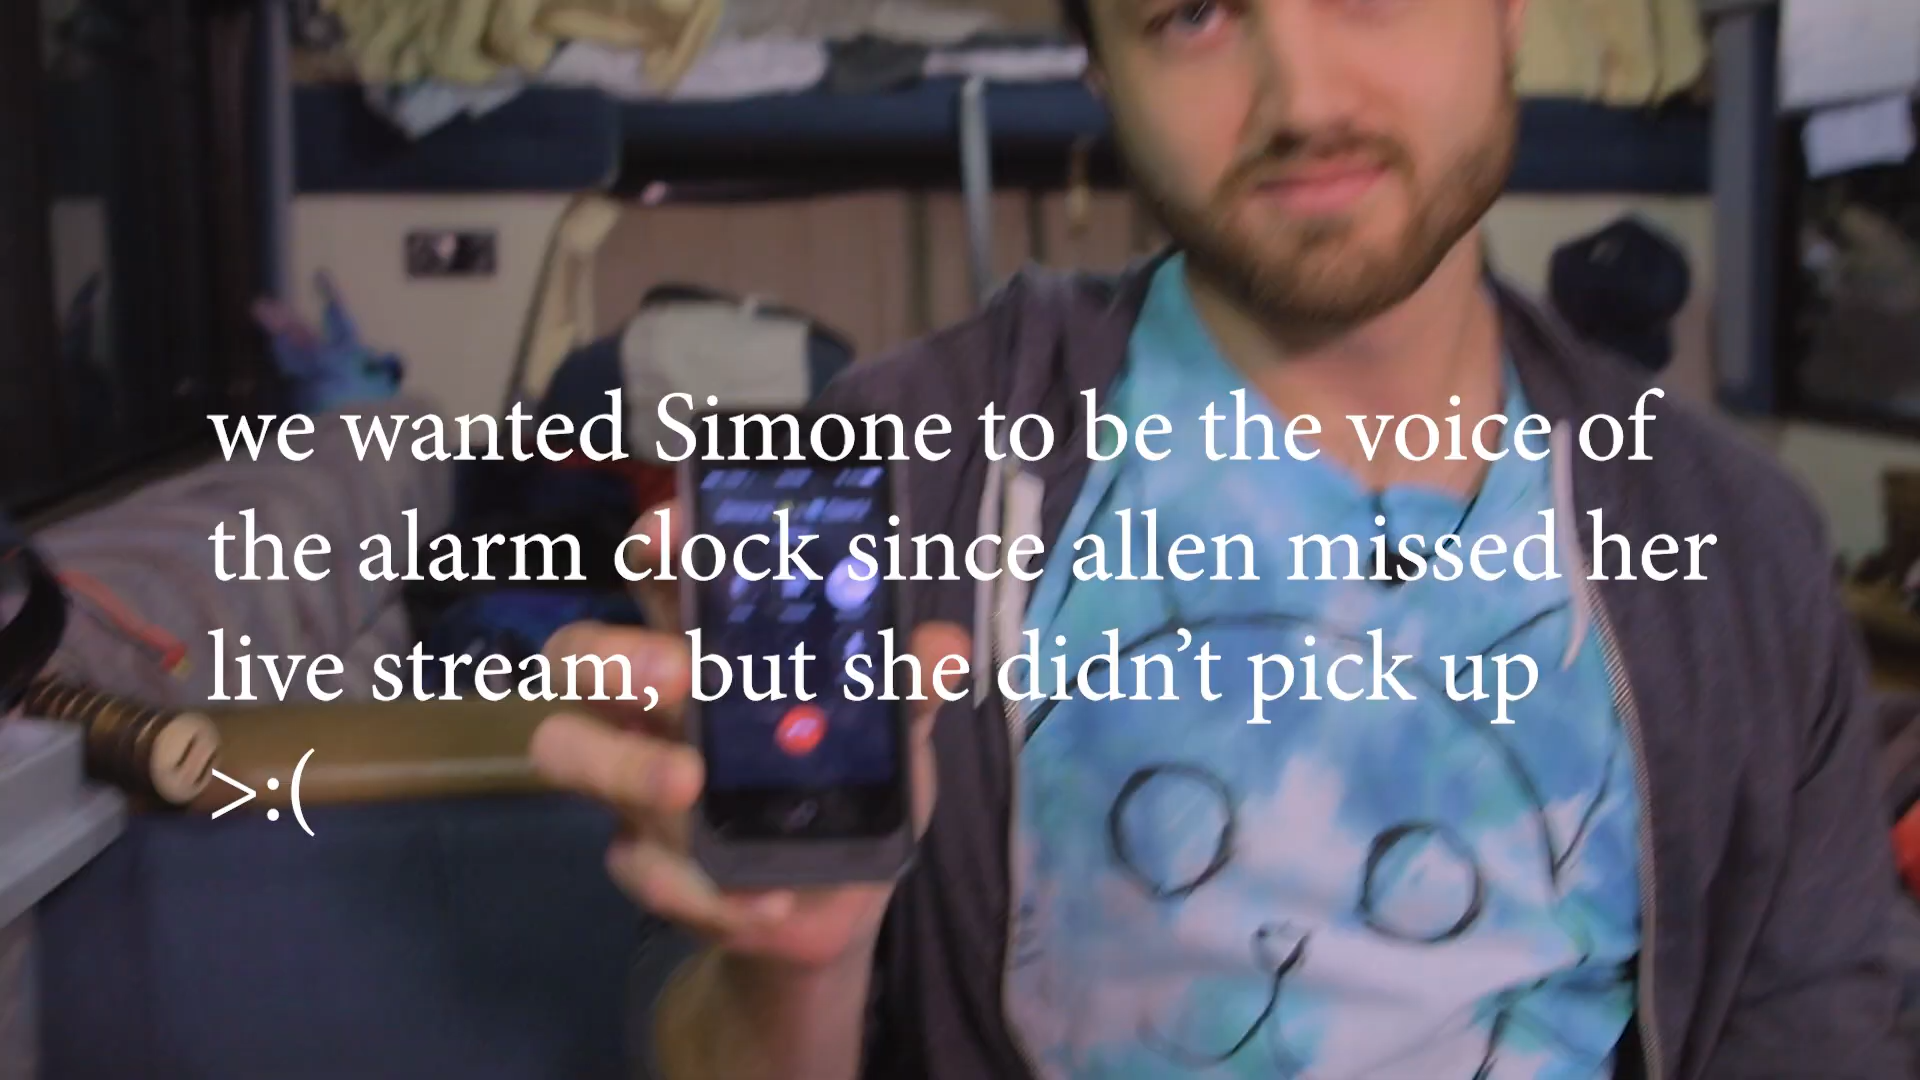 we wanted Simone to be the voice of
the alarm clock since allen missed her
live stream, but she didn’t pick up
>:(